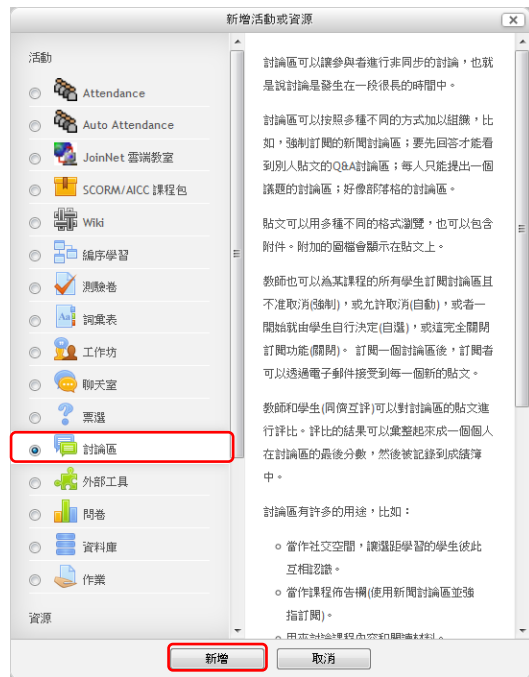 新增活動或資源
活動
Attendance
Auto Attendance
JoinNet 雲端教室
SCORM/AICC 課程包
Wiki
編序學習
測驗卷
詞彙表
工作坊
聊天室
票選
討論區
外部工具
問卷
資料庫
作業
資源
討論區可以讓參與者進行非同步的討論，也就
是說討論是發生在一段很長的時間中。
討論區可以按照多種不同的方式加以組織，比
如，強制訂閱的新聞討論區；要先回答才能看
到別人貼文的Q&A討論區；每人只能提出一個
議題的討論區；好像部落格的討論區。
貼文可以用多種不同的格式瀏覽，也可以包含
附件。附加的圖檔會顯示在貼文上。
教師也可以為某課程的所有學生訂閱討論區且
不准取消(強制)，或允許取消(自動)，或者一
開始就由學生自行決定(自選)，或這完全關閉
訂閱功能(關閉)。 訂閱一個討論區後，訂閱者
可以透過電子郵件接受到每一個新的貼文。
教師和學生(同儕互評)可以對討論區的貼文進
行評比。評比的結果可以彙整起來成一個個人
在討論區的最後分數，然後被記錄到成績簿
中。
討論區有許多的用途，比如：
當作社交空間，讓遠距學習的學生彼此
互相認識。
當作課程佈告欄(使用新聞討論區並強
指訂閱)。
用來討論課程內容和閱讀材料。
新增
取消